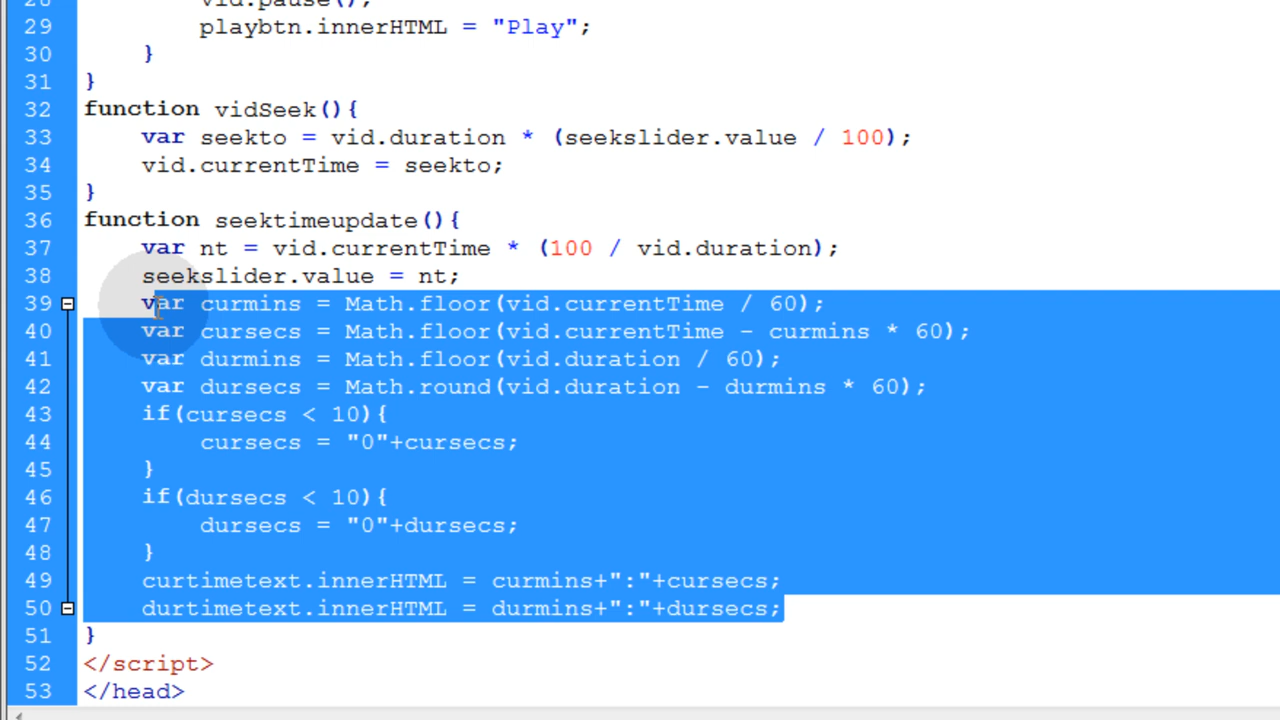 28 vid.pause();
29 playbtn.innerHTML = "Play";
30 }
31 }
32 function vidSeek(){
33 var seekto = vid.duration * (seekslider.value / 100);
34 vid.currentTime = seekto;
35 }
36 function seektimeupdate(){
37 var nt = vid.currentTime * (100 / vid.duration);
38 seekslider.value = nt;
39 var curmins = Math.floor(vid.currentTime / 60);
40 var cursecs = Math.floor(vid.currentTime - curmins * 60);
41 var durmins = Math.floor(vid.duration / 60);
42 var dursecs = Math.round(vid.duration - durmins * 60);
43 if(cursecs < 10){
44 cursecs = "0"+cursecs;
45 }
46 if(dursecs < 10){
47 dursecs = "0"+dursecs;
48 }
49 curtimetext.innerHTML = curmins+":"+cursecs;
50 durtimetext.innerHTML = durmins+":"+dursecs;
51 }
52 </script>
53 </head>